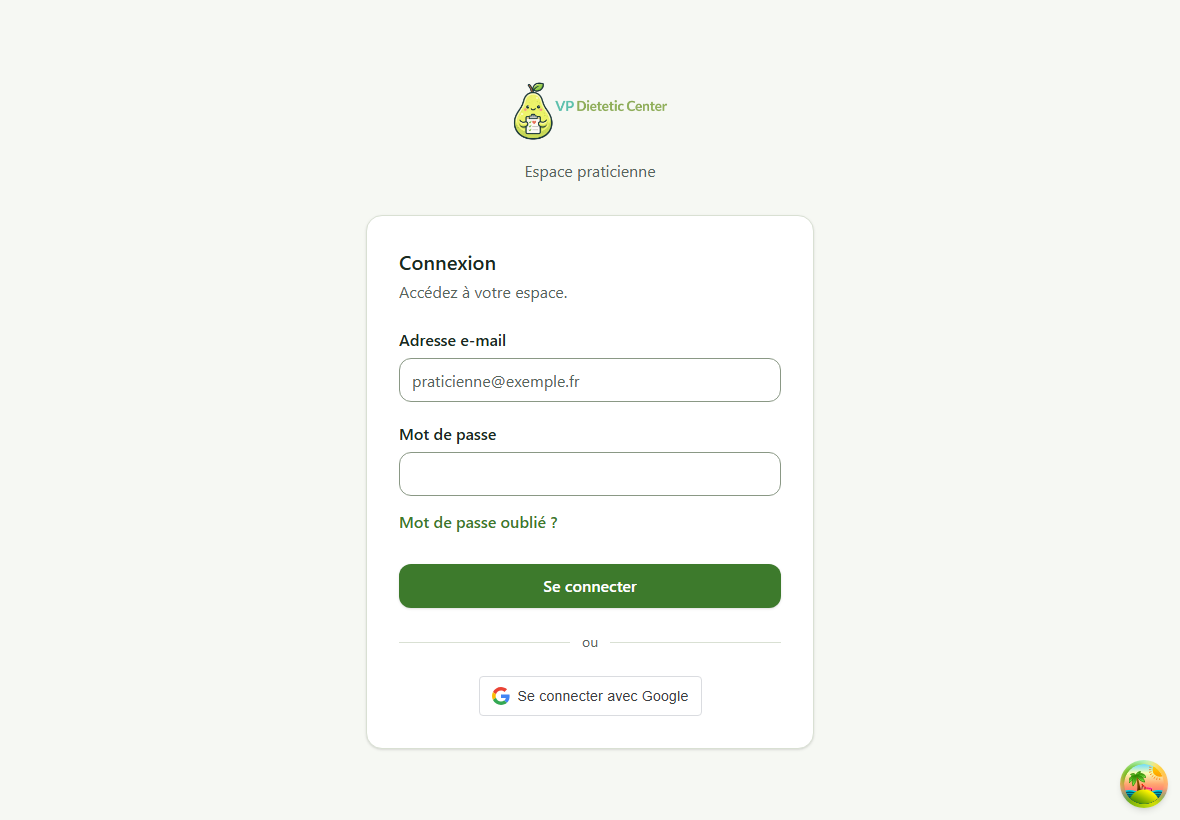 VP Dietetic Center
Espace praticienne
Connexion
Accédez à votre espace.
Adresse e-mail
praticienne@exemple.fr
Mot de passe
Mot de passe oublié ?
Se connecter
ou
Se connecter avec Google